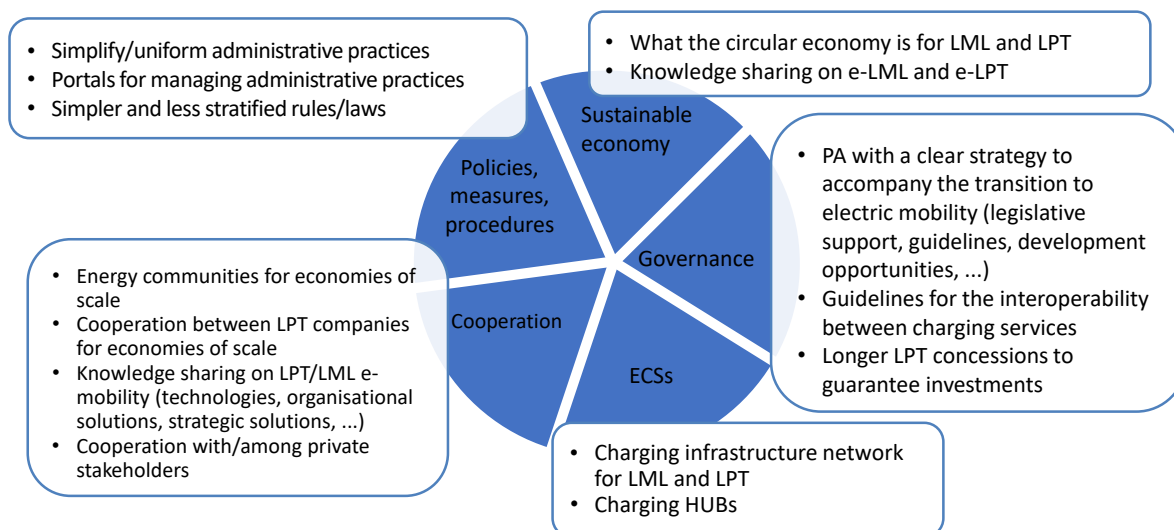 • Simplify/uniform administrative practices
• Portals for managing administrative practices
• Simpler and less stratified rules/laws
• What the circular economy is for LML and LPT
• Knowledge sharing on e-LML and e-LPT
Sustainable
economy
Policies,
measures,
procedures
• PA with a clear strategy to
accompany the transition to
electric mobility (legislative
support, guidelines, development
opportunities, ...)
• Guidelines for the interoperability
between charging services
• Longer LPT concessions to
guarantee investments
Governance
• Energy communities for economies of
scale
• Cooperation between LPT companies
for economies of scale
• Knowledge sharing on LPT/LML e-
mobility (technologies, organisational
solutions, strategic solutions, ...)
• Cooperation with/among private
stakeholders
Cooperation
ECSs
• Charging infrastructure network
for LML and LPT
• Charging HUBs